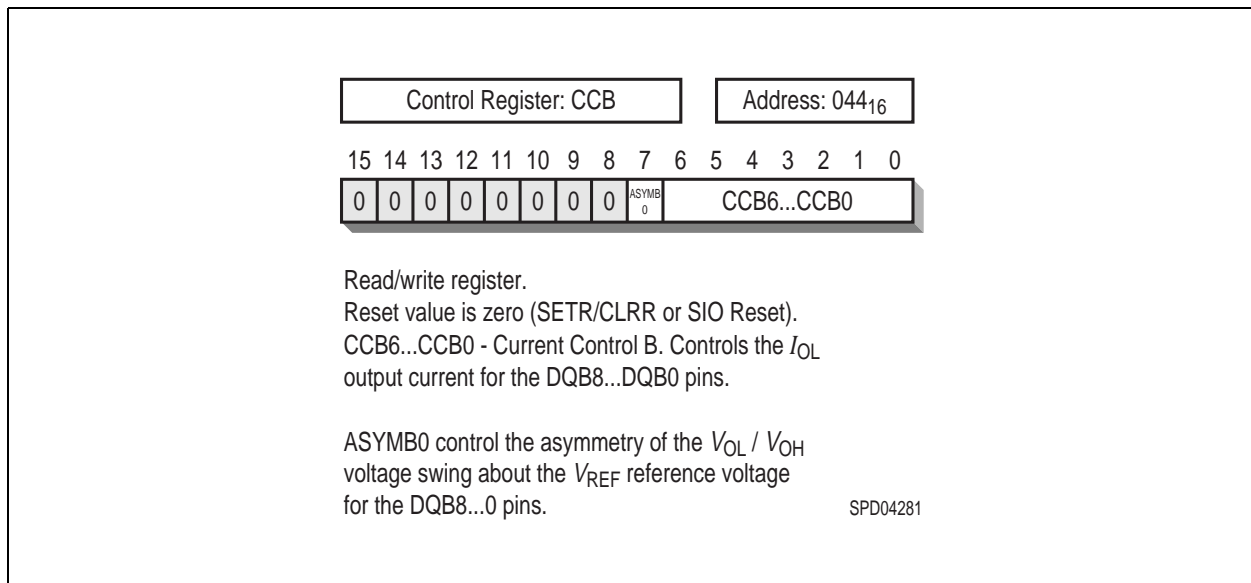 Control Register: CCB Address: 044₁₆
15 14 13 12 11 10 9 8 7 6 5 4 3 2 1 0
0 0 0 0 0 0 0 0 ASYMB 0 CCB6...CCB0
Read/write register.
Reset value is zero (SETR/CLRR or SIO Reset).
CCB6...CCB0 - Current Control B. Controls the I_OL
output current for the DQB8...DQB0 pins.
ASYMB0 control the asymmetry of the V_OL / V_OH
voltage swing about the V_REF reference voltage
for the DQB8...0 pins.
SPD04281